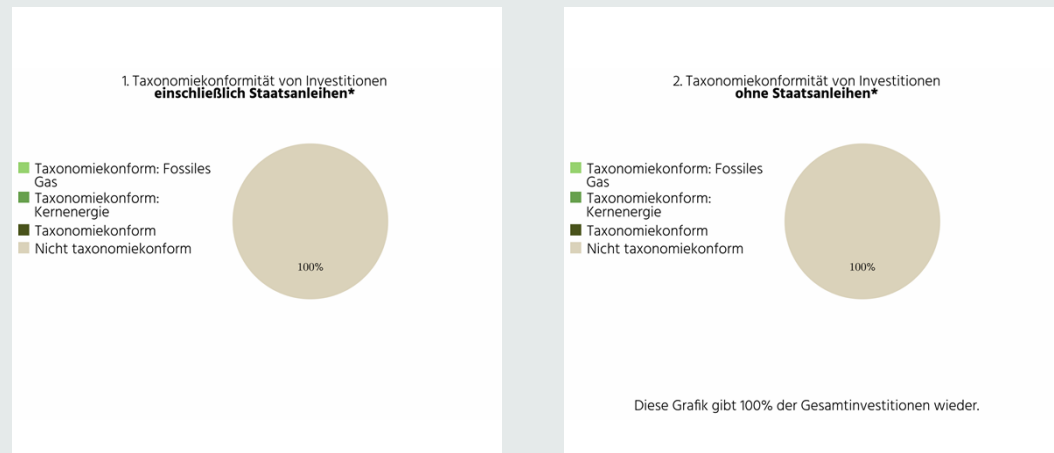 1. Taxonomiekonformität von Investitionen
einschließlich Staatsanleihen*
Taxonomiekonform: Fossiles
Gas
Taxonomiekonform:
Kernenergie
Taxonomiekonform
Nicht taxonomiekonform
100%
2. Taxonomiekonformität von Investitionen
ohne Staatsanleihen*
Taxonomiekonform: Fossiles
Gas
Taxonomiekonform:
Kernenergie
Taxonomiekonform
Nicht taxonomiekonform
100%
Diese Grafik gibt 100% der Gesamtinvestitionen wieder.